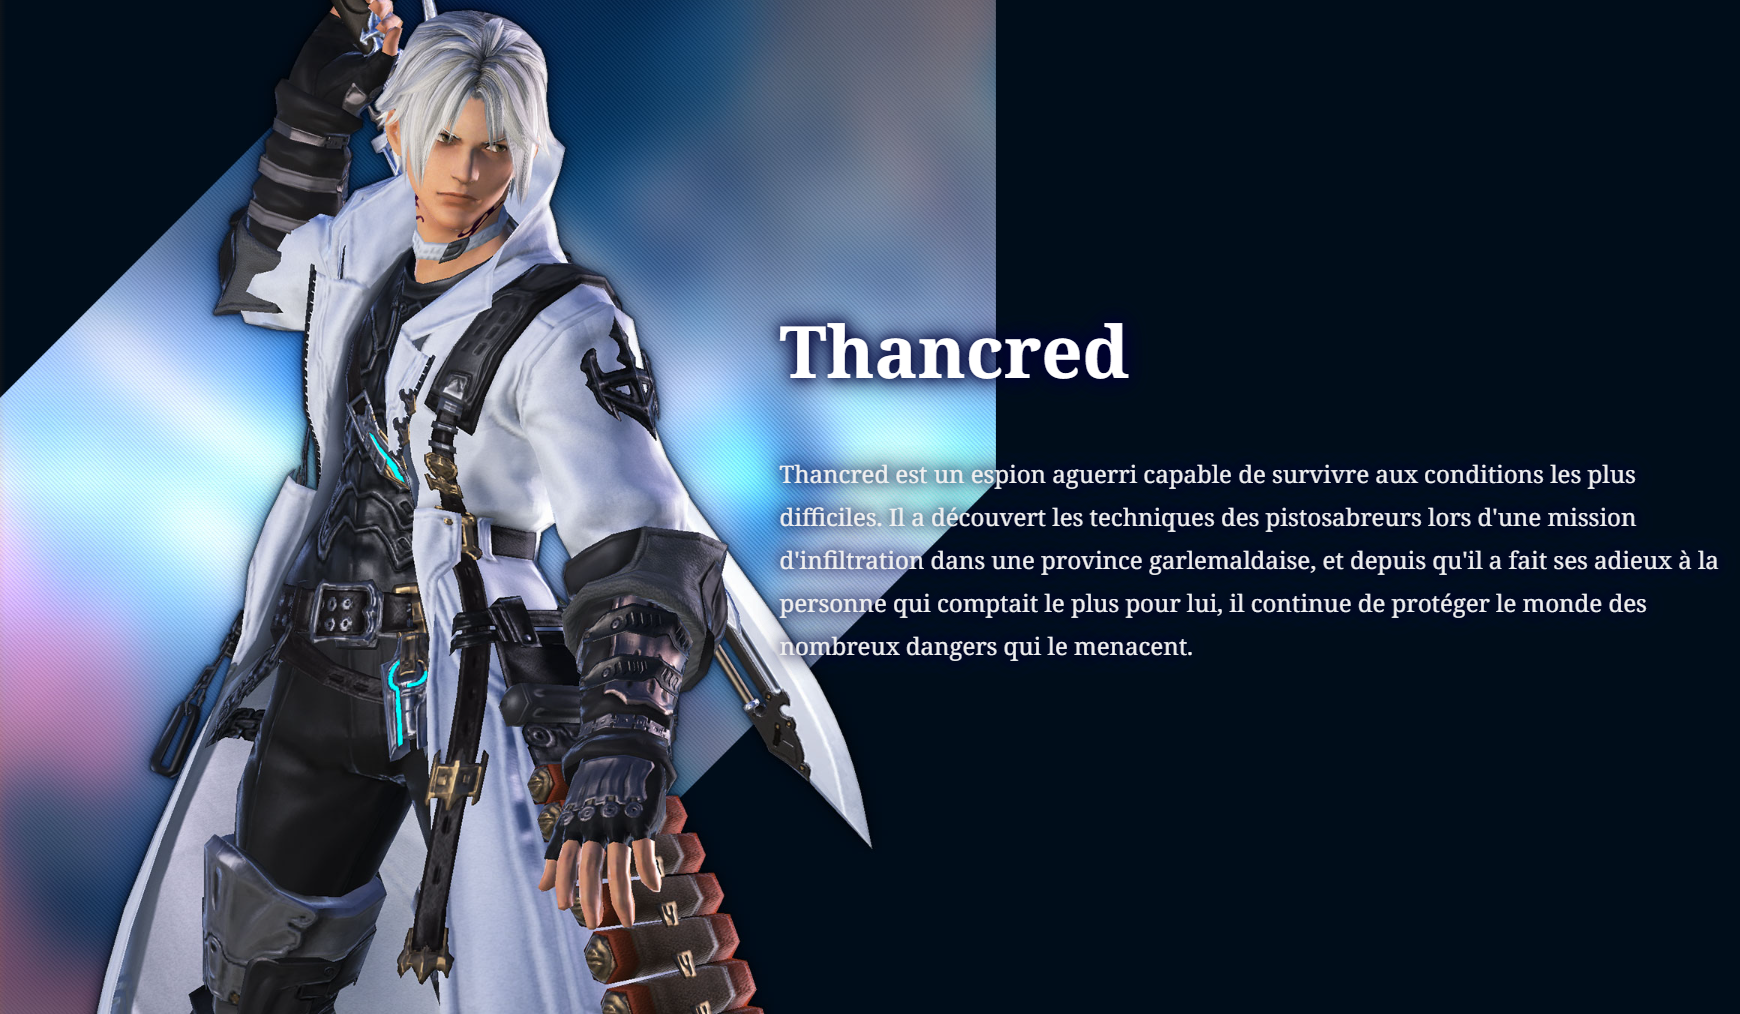 Thancred
Thancred est un espion aguerri capable de survivre aux conditions les plus
difficiles. Il a découvert les techniques des pistosabreurs lors d'une mission
d'infiltration dans une province garlemaldaise, et depuis qu'il a fait ses adieux à la
personne qui comptait le plus pour lui, il continue de protéger le monde des
nombreux dangers qui le menacent.